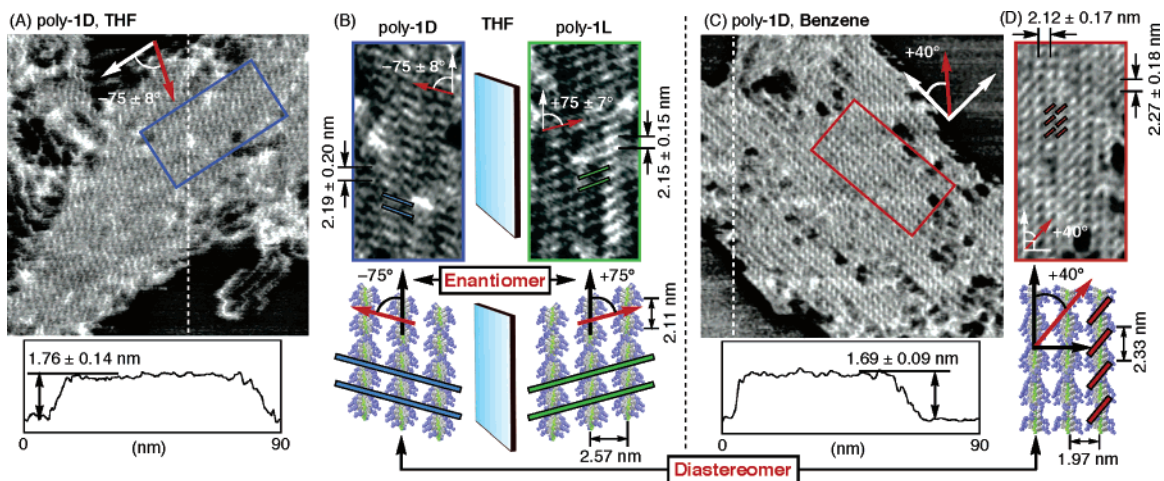 (A) poly-1D, THF
−75 ± 8°
1.76 ± 0.14 nm
0 (nm) 90
(B) poly-1D THF poly-1L
−75 ± 8°
+75 ± 7°
2.19 ± 0.20 nm
2.15 ± 0.15 nm
Enantiomer
−75°
+75°
2.11 nm
2.57 nm
(C) poly-1D, Benzene
+40°
1.69 ± 0.09 nm
0 (nm) 90
(D) 2.12 ± 0.17 nm
2.27 ± 0.18 nm
+40°
+40°
2.33 nm
1.97 nm
Diastereomer